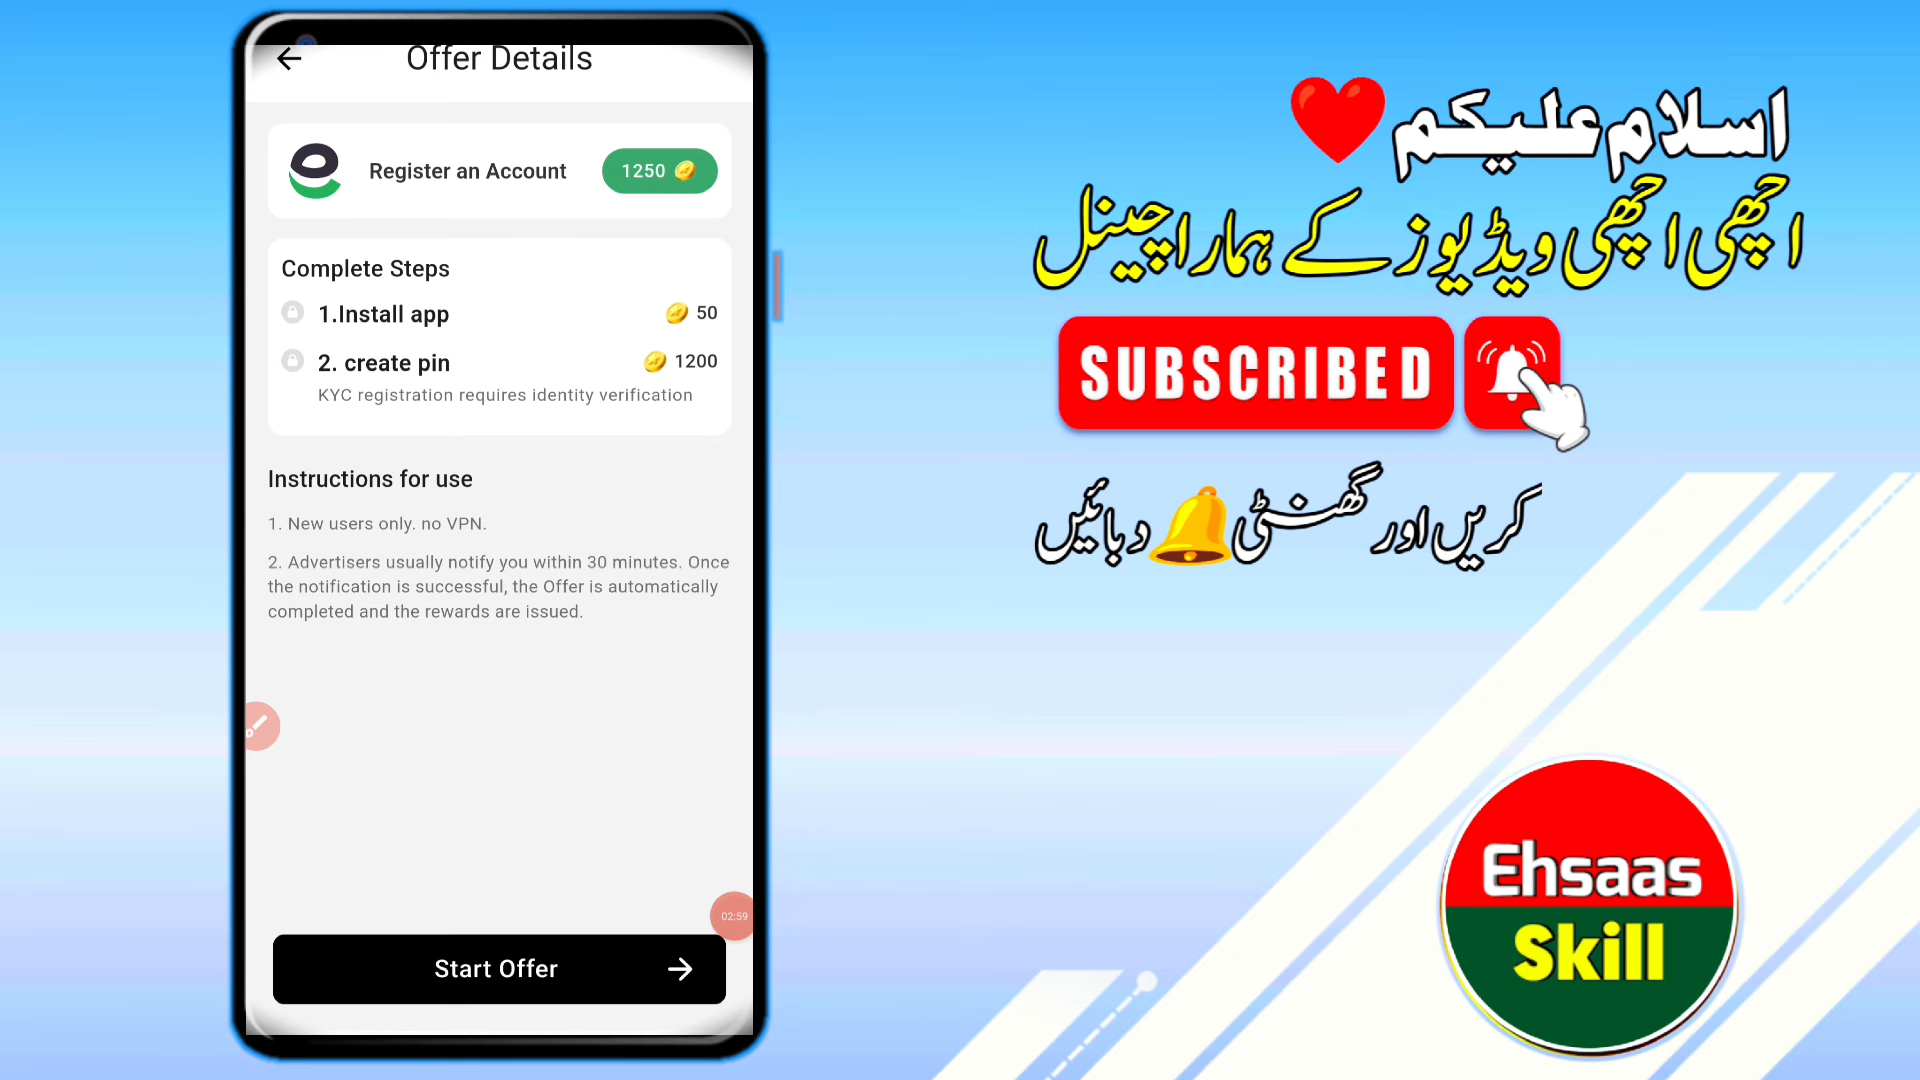 Offer Details
Register an Account
1250
Complete Steps
1.Install app
50
2. create pin
1200
KYC registration requires identity verification
Instructions for use
1. New users only. no VPN.
2. Advertisers usually notify you within 30 minutes. Once
the notification is successful, the Offer is automatically
completed and the rewards are issued.
02:59
Start Offer
اسلام علیکم
اچھی اچھی ویڈیوز کے ہمارا چینل
SUBSCRIBED
کریں اور گھنٹی دبائیں
Ehsaas
Skill